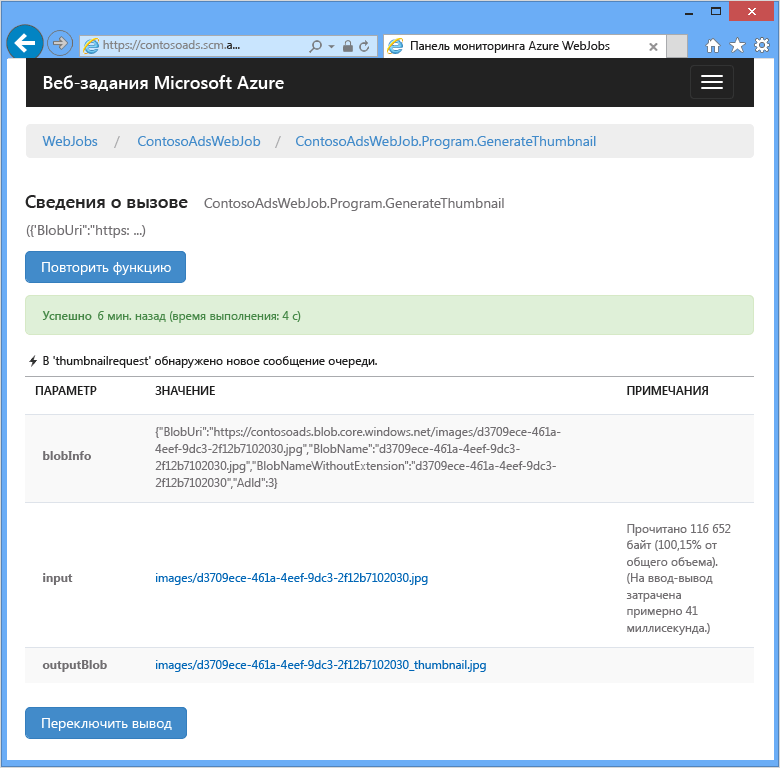 https://contosoads.scm.a...
Панель мониторинга Azure WebJobs
Веб-задания Microsoft Azure
WebJobs / ContosoAdsWebJob / ContosoAdsWebJob.Program.GenerateThumbnail
Сведения о вызове ContosoAdsWebJob.Program.GenerateThumbnail
({'BlobUri":"https: ...)
Повторить функцию
Успешно 6 мин. назад (время выполнения: 4 с)
В 'thumbnailrequest' обнаружено новое сообщение очереди.
ПАРАМЕТР ЗНАЧЕНИЕ ПРИМЕЧАНИЯ
blobInfo
{"BlobUri":"https://contosoads.blob.core.windows.net/images/d3709ece-461a-
4eef-9dc3-2f12b7102030.jpg","BlobName":"d3709ece-461a-4eef-9dc3-
2f12b7102030.jpg","BlobNameWithoutExtension":"d3709ece-461a-4eef-9dc3-
2f12b7102030","AdId":3}
input
images/d3709ece-461a-4eef-9dc3-2f12b7102030.jpg
Прочитано 116 652
байт (100,15% от
общего объема).
(На ввод-вывод
затрачена
примерно 41
миллисекунда.)
outputBlob
images/d3709ece-461a-4eef-9dc3-2f12b7102030_thumbnail.jpg
Переключить вывод